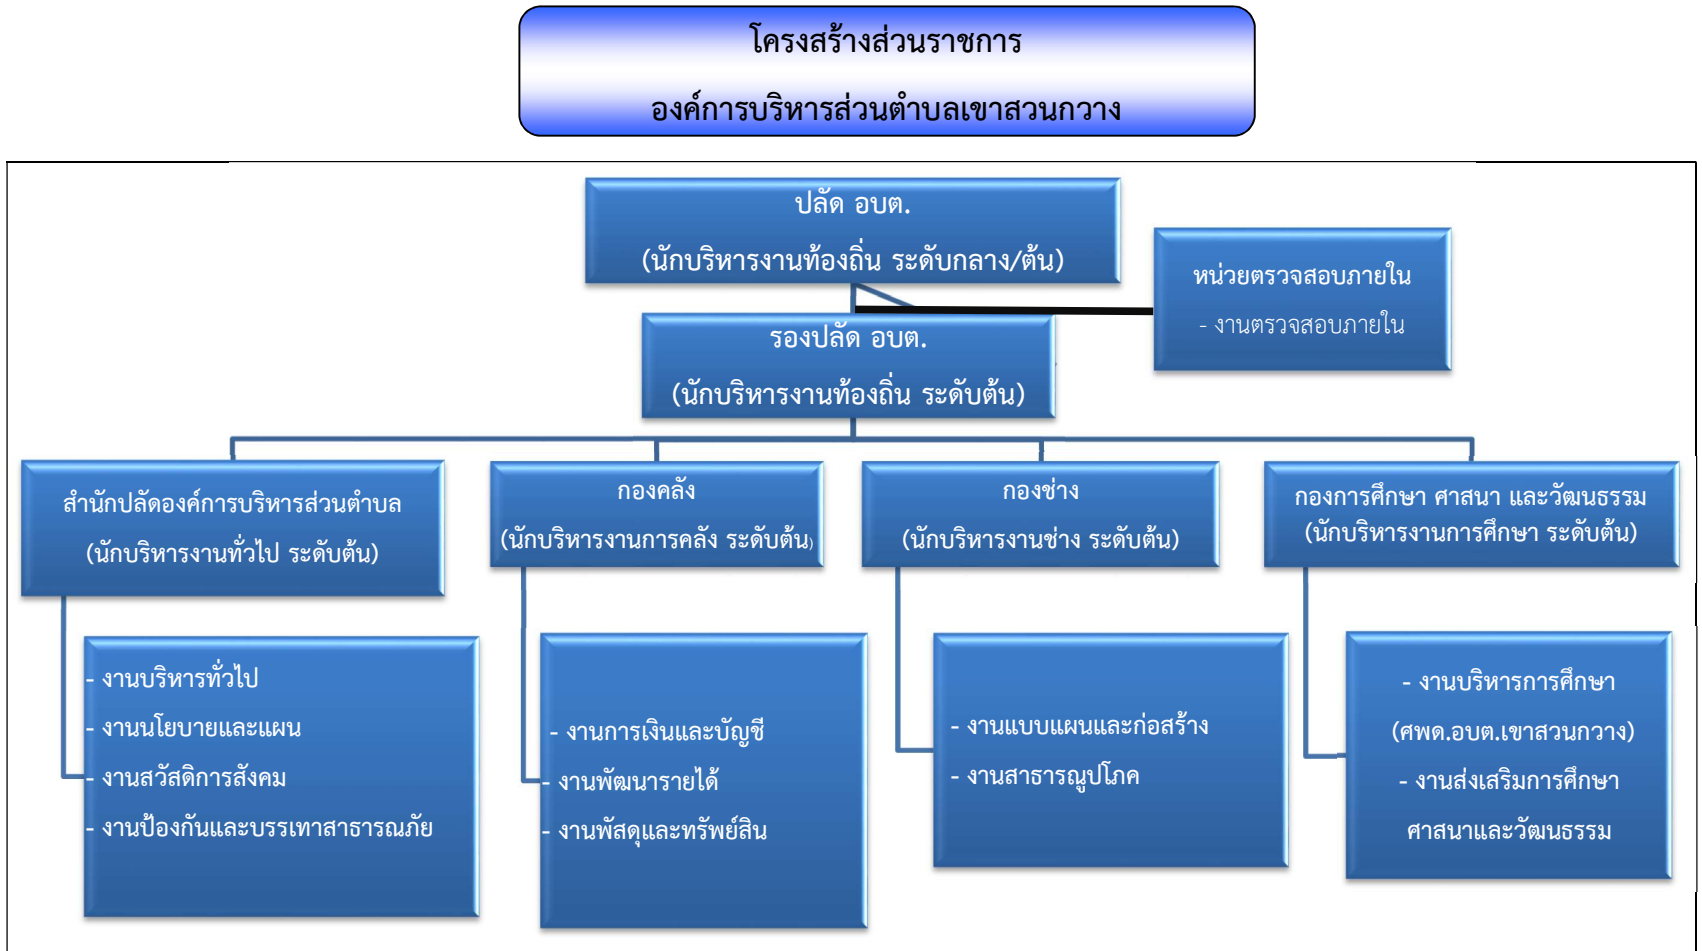 โครงสร้างส่วนราชการ
องค์การบริหารส่วนตำบลเขาสวนกวาง
ปลัด อบต.
(นักบริหารงานท้องถิ่น ระดับกลาง/ต้น)
หน่วยตรวจสอบภายใน
- งานตรวจสอบภายใน
รองปลัด อบต.
(นักบริหารงานท้องถิ่น ระดับต้น)
สำนักปลัดองค์การบริหารส่วนตำบล
(นักบริหารงานทั่วไป ระดับต้น)
กองคลัง
(นักบริหารงานการคลัง ระดับต้น)
กองช่าง
(นักบริหารงานช่าง ระดับต้น)
กองการศึกษา ศาสนา และวัฒนธรรม
(นักบริหารงานการศึกษา ระดับต้น)
- งานบริหารทั่วไป
- งานนโยบายและแผน
- งานสวัสดิการสังคม
- งานป้องกันและบรรเทาสาธารณภัย
- งานการเงินและบัญชี
- งานพัฒนารายได้
- งานพัสดุและทรัพย์สิน
- งานแบบแผนและก่อสร้าง
- งานสาธารณูปโภค
- งานบริหารการศึกษา
(ศพด.อบต.เขาสวนกวาง)
- งานส่งเสริมการศึกษา
ศาสนาและวัฒนธรรม